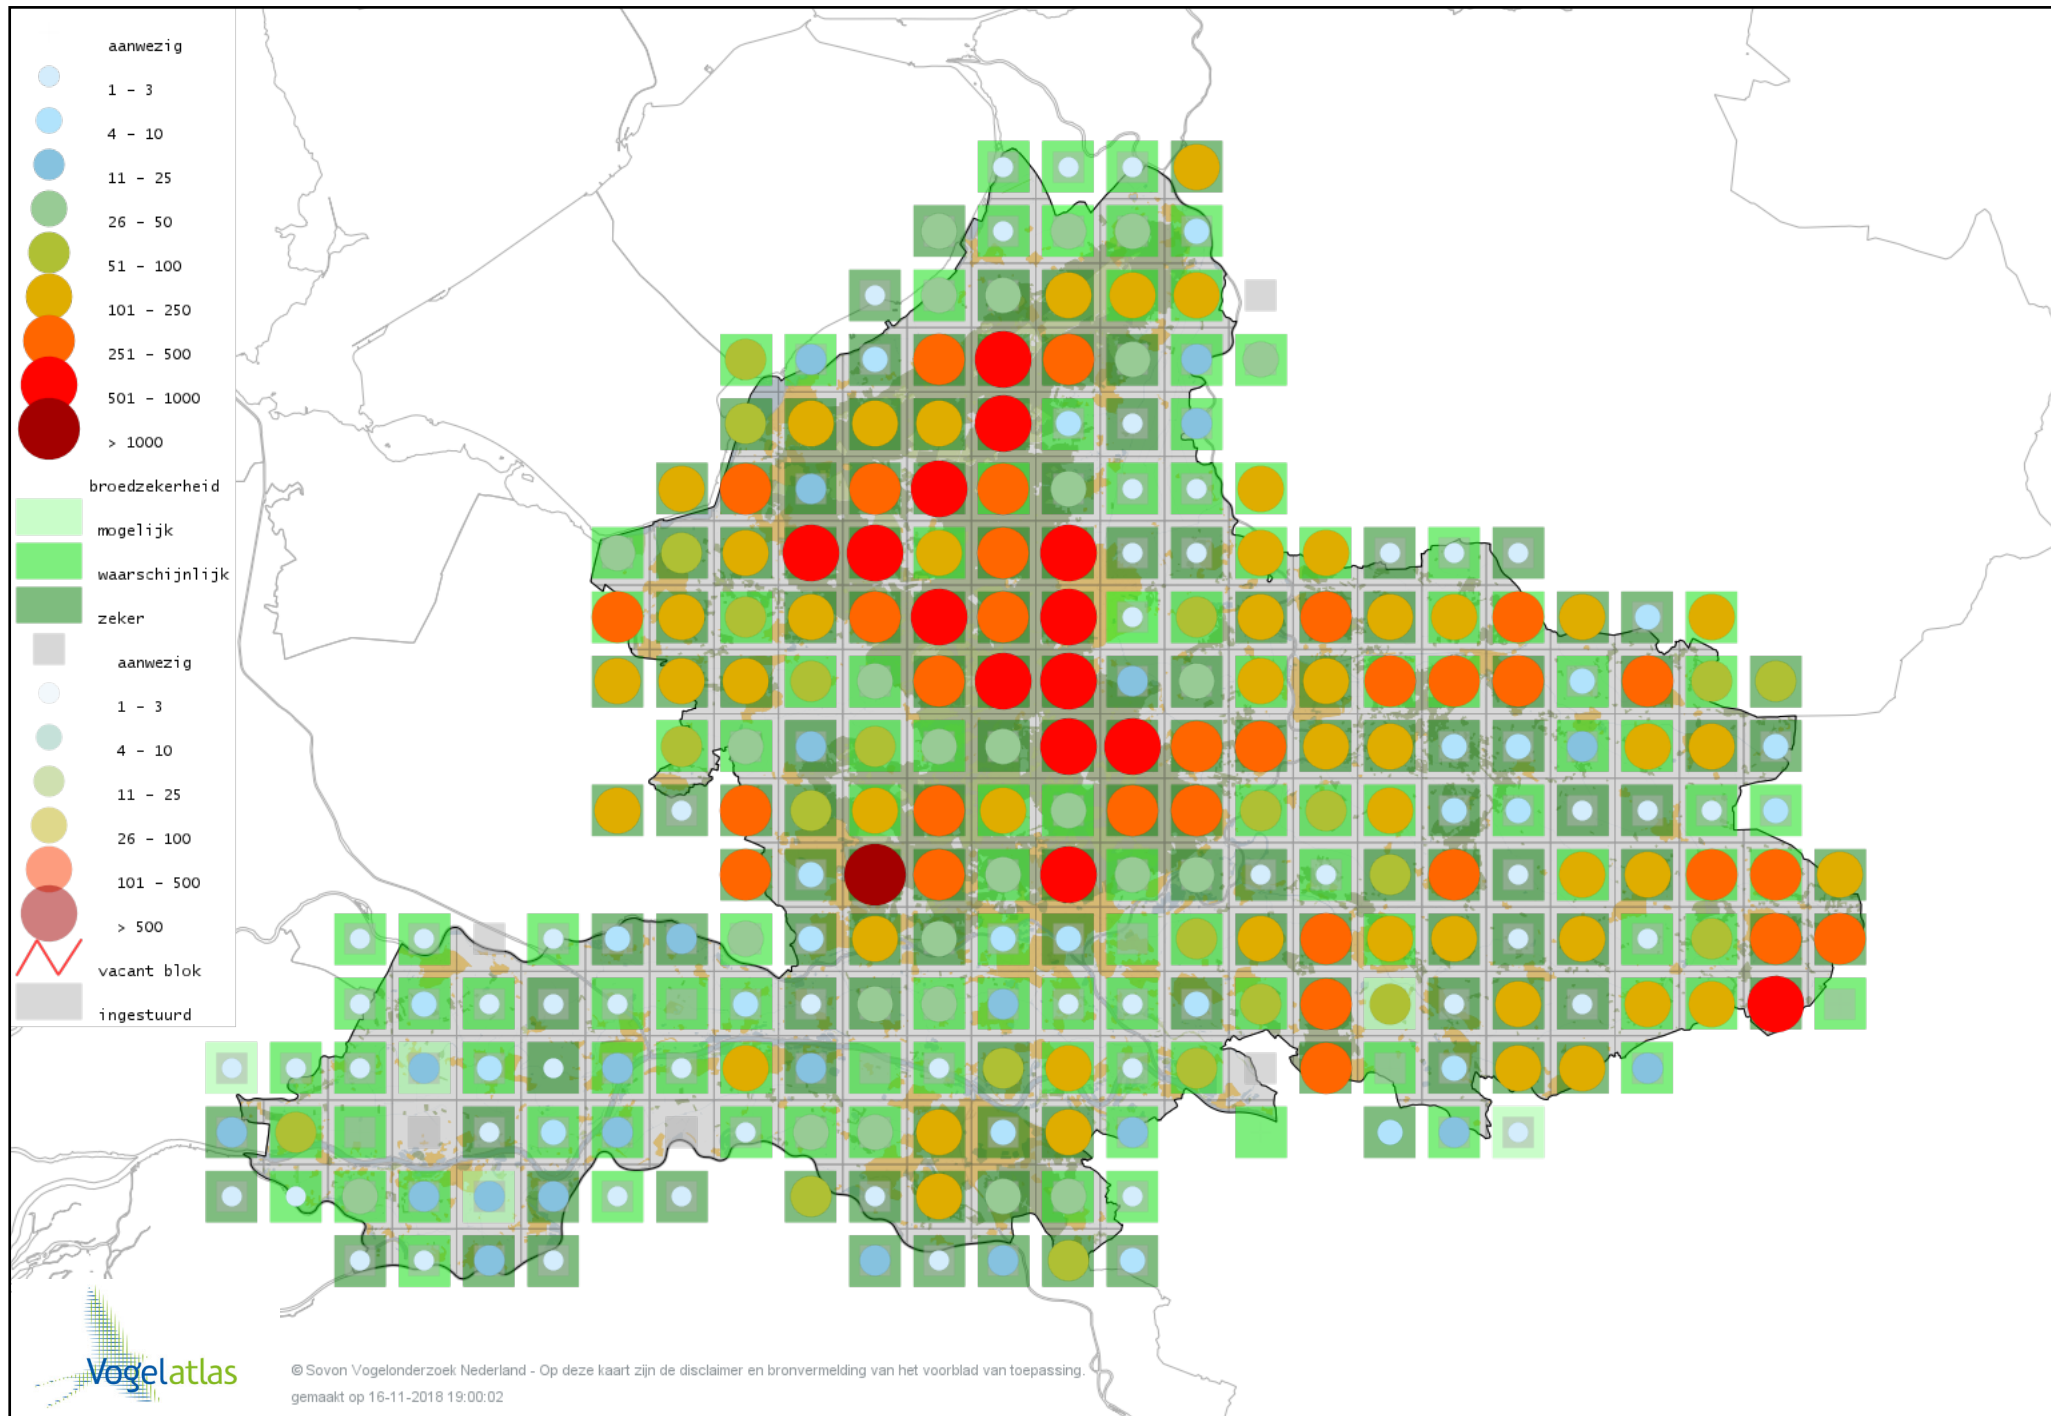 aanwezig
1 - 3
4 - 10
11 - 25
26 - 50
51 - 100
101 - 250
251 - 500
501 - 1000
> 1000
broedzekerheid
mogelijk
waarschijnlijk
zeker
aanwezig
1 - 3
4 - 10
11 - 25
26 - 100
101 - 500
> 500
vacant blok
ingestuurd
Vogelatlas
© Sovon Vogelonderzoek Nederland - Op deze kaart zijn de disclaimer en bronvermelding van het voorblad van toepassing.
gemaakt op 16-11-2018 19:00:02